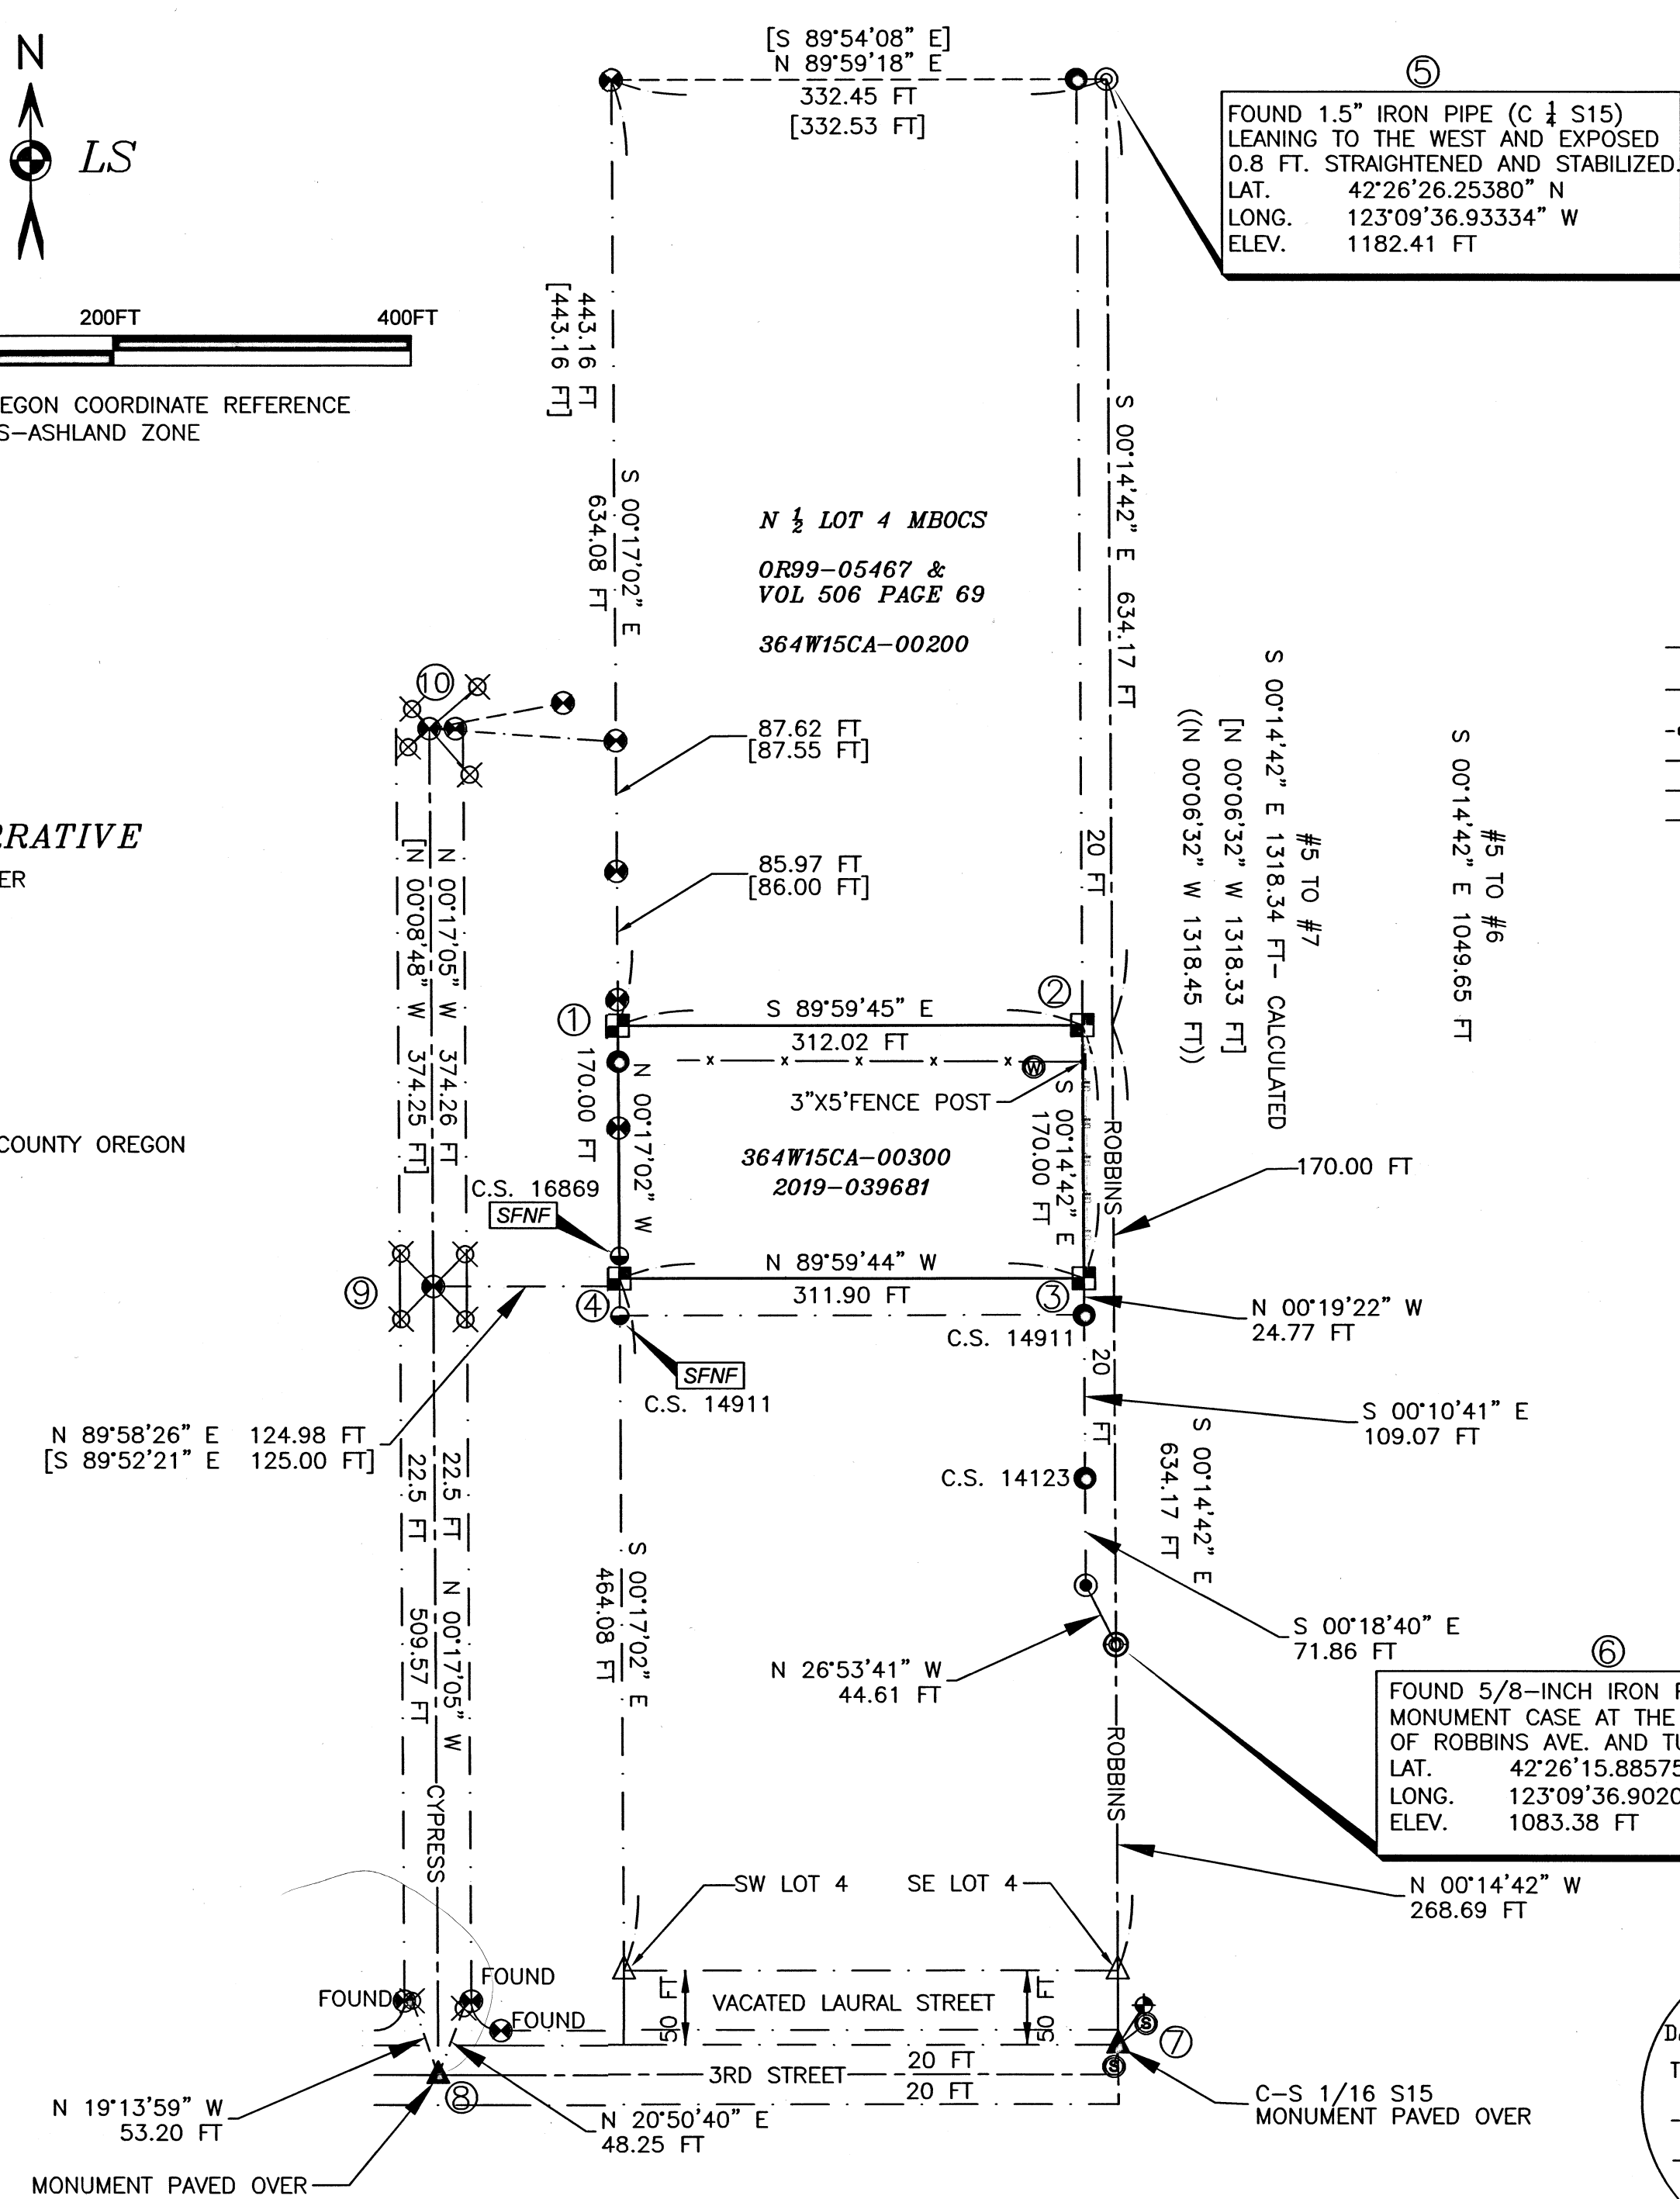 [S 89°54'08" E]
N 89°59'18" E
332.45 FT
[332.53 FT]
N
LS
⑤
FOUND 1.5" IRON PIPE (C ¼ S15)
LEANING TO THE WEST AND EXPOSED
0.8 FT. STRAIGHTENED AND STABILIZED.
LAT. 42°26'26.25380" N
LONG. 123°09'36.93334" W
ELEV. 1182.41 FT
200FT 400FT
EGON COORDINATE REFERENCE
S-ASHLAND ZONE
443.16 FT
[443.16 FT]
S 00°17'02" E
634.08 FT
S 00°14'42" E 634.17 FT
N ½ LOT 4 MBOCS
OR99-05467 &
VOL 506 PAGE 69
364W15CA-00200
⑩
87.62 FT
[87.55 FT]
85.97 FT
[86.00 FT]
20 FT
#5 TO #7
S 00°14'42" E 1318.34 FT- CALCULATED
[N 00°06'32" W 1318.33 FT]
((N 00°06'32" W 1318.45 FT))
#5 TO #6
S 00°14'42" E 1049.65 FT
RRATIVE
ER
N 00°17'05" W 374.26 FT
[N 00°08'48" W 374.25 FT]
①
②
S 89°59'45" E
312.02 FT
x x x x x
W
3"X5'FENCE POST
N 00°17'02" W
170.00 FT
S 00°14'42" E
170.00 FT
ROBBINS
170.00 FT
COUNTY OREGON
364W15CA-00300
2019-039681
C.S. 16869
SFNF
N 89°59'44" W
311.90 FT
⑨
④
③
N 00°19'22" W
24.77 FT
C.S. 14911
SFNF
C.S. 14911
20 FT
S 00°10'41" E
109.07 FT
N 89°58'26" E 124.98 FT
[S 89°52'21" E 125.00 FT]
22.5 FT
22.5 FT
C.S. 14123
S 00°14'42" E
634.17 FT
S 00°17'02" E
464.08 FT
N 00°17'05" W
509.57 FT
S 00°18'40" E
71.86 FT
N 26°53'41" W
44.61 FT
⑥
FOUND 5/8-INCH IRON
MONUMENT CASE AT THE
OF ROBBINS AVE. AND
LAT. 42°26'15.88575
LONG. 123°09'36.9020
ELEV. 1083.38 FT
ROBBINS
CYPRESS
SW LOT 4
SE LOT 4
N 00°14'42" W
268.69 FT
FOUND
FOUND
FOUND
50 FT
VACATED LAURAL STREET
50 FT
S
⑦
S
3RD STREET
20 FT
20 FT
⑧
N 19°13'59" W
53.20 FT
N 20°50'40" E
48.25 FT
C-S 1/16 S15
MONUMENT PAVED OVER
MONUMENT PAVED OVER